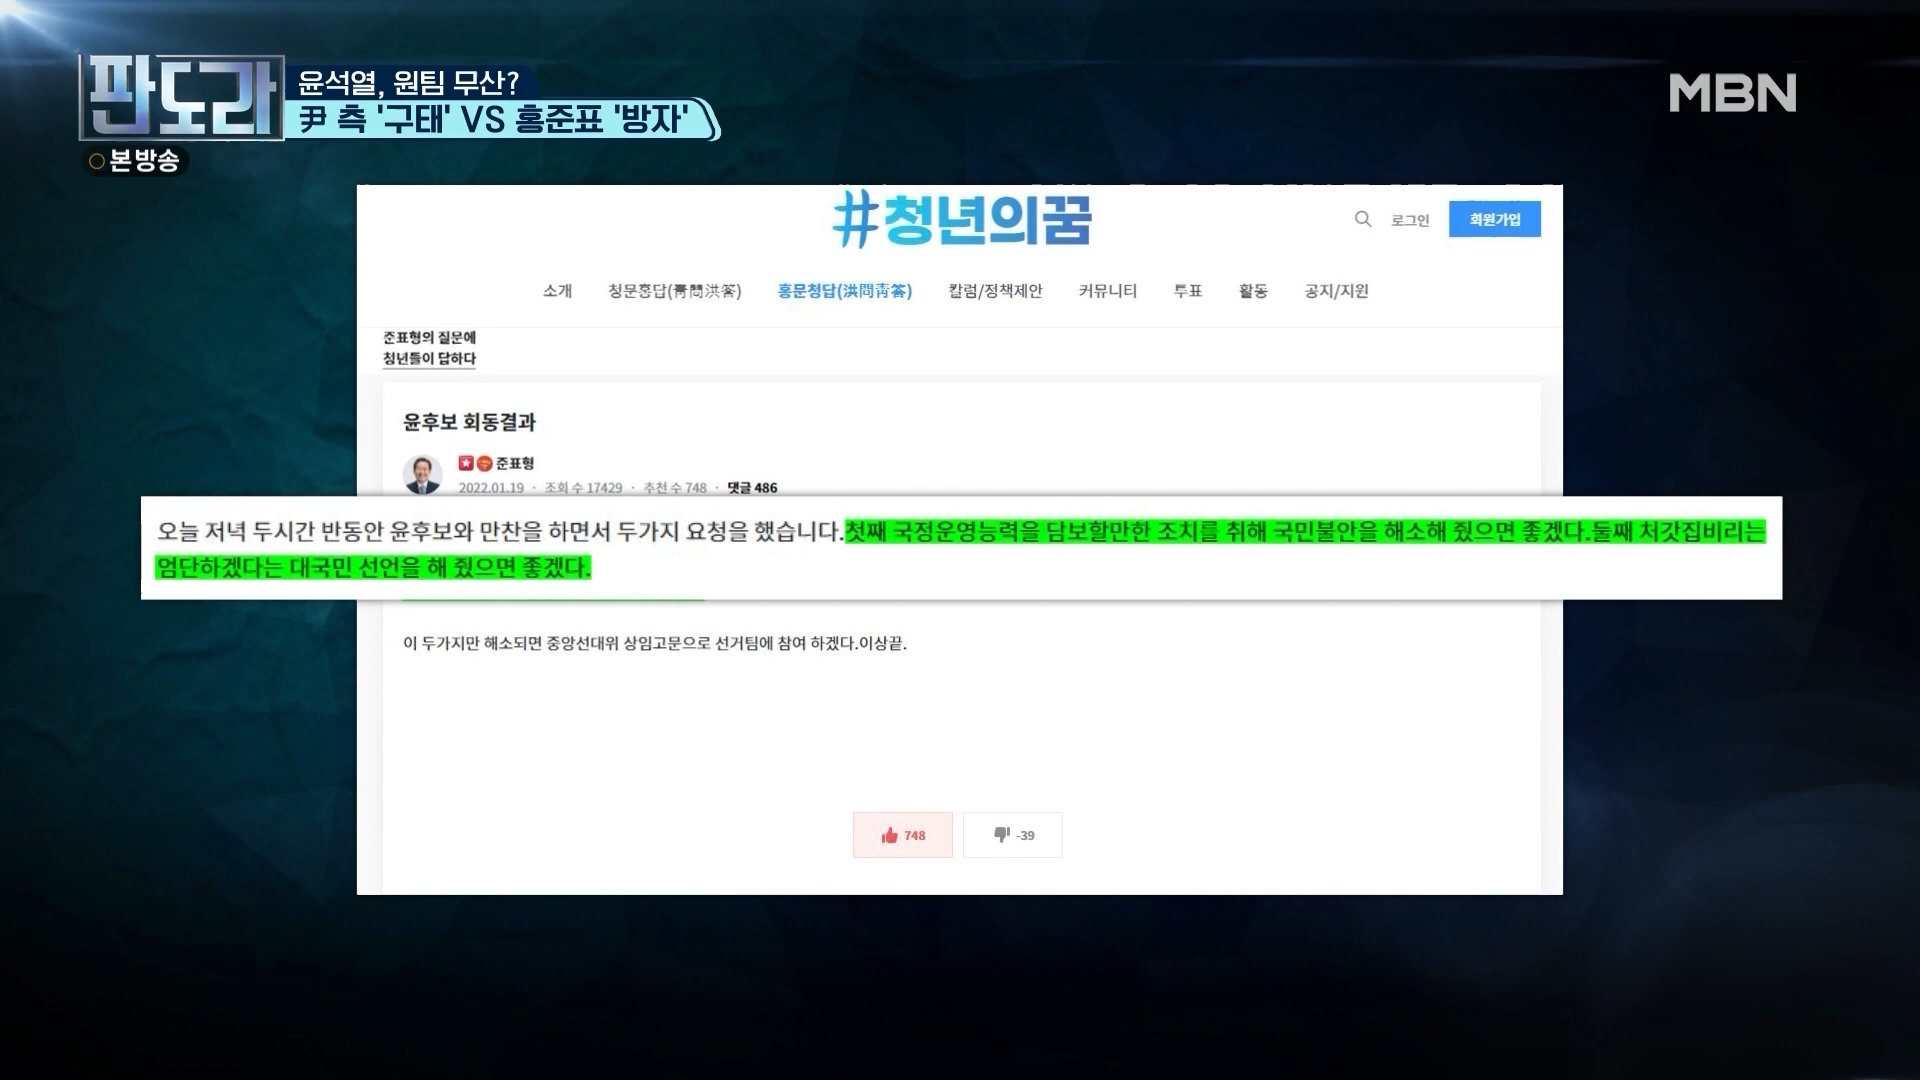 판도라
윤석열, 원팀 무산?
尹 측 '구태' VS 홍준표 '방자'
본방송
MBN
#청년의꿈
로그인
회원가입
소개 청문홍답(靑問洪答) 홍문청답(洪問靑答) 칼럼/정책제안 커뮤니티 투표 활동 공지/지원
준표형의 질문에
청년들이 답하다
윤후보 회동결과
준표형
2022.01.19 · 조회 수 17429 · 추천 수 748 · 댓글 486
오늘 저녁 두시간 반동안 윤후보와 만찬을 하면서 두가지 요청을 했습니다.첫째 국정운영능력을 담보할만한 조치를 취해 국민불안을 해소해 줬으면 좋겠다.둘째 처갓집비리는
엄단하겠다는 대국민 선언을 해 줬으면 좋겠다.
이 두가지만 해소되면 중앙선대위 상임고문으로 선거팀에 참여 하겠다.이상끝.
748
-39